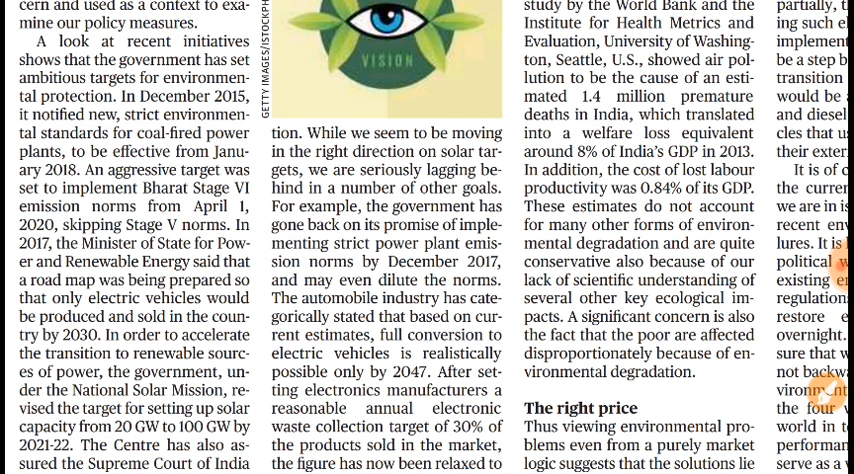 cern and used as a context to exa-
mine our policy measures.
A look at recent initiatives
shows that the government has set
ambitious targets for environmen-
tal protection. In December 2015,
it notified new, strict environmen-
tal standards for coal-fired power
plants, to be effective from Janu-
ary 2018. An aggressive target was
set to implement Bharat Stage VI
emission norms from April 1,
2020, skipping Stage V norms. In
2017, the Minister of State for Pow-
er and Renewable Energy said that
a road map was being prepared so
that only electric vehicles would
be produced and sold in the coun-
try by 2030. In order to accelerate
the transition to renewable sourc-
es of power, the government, un-
der the National Solar Mission, re-
vised the target for setting up solar
capacity from 20 GW to 100 GW by
2021-22. The Centre has also as-
sured the Supreme Court of India
GETTY IMAGES/ISTOCKPH
VISION
tion. While we seem to be moving
in the right direction on solar tar-
gets, we are seriously lagging be-
hind in a number of other goals.
For example, the government has
gone back on its promise of imple-
menting strict power plant emis-
sion norms by December 2017,
and may even dilute the norms.
The automobile industry has cate-
gorically stated that based on cur-
rent estimates, full conversion to
electric vehicles is realistically
possible only by 2047. After set-
ting electronics manufacturers a
reasonable annual electronic
waste collection target of 30% of
the products sold in the market,
the figure has now been relaxed to
study by the World Bank and the
Institute for Health Metrics and
Evaluation, University of Washing-
ton, Seattle, U.S., showed air pol-
lution to be the cause of an esti-
mated 1.4 million premature
deaths in India, which translated
into a welfare loss equivalent
around 8% of India's GDP in 2013.
In addition, the cost of lost labour
productivity was 0.84% of its GDP.
These estimates do not account
for many other forms of environ-
mental degradation and are quite
conservative also because of our
lack of scientific understanding of
several other key ecological im-
pacts. A significant concern is also
the fact that the poor are affected
disproportionately because of en-
vironmental degradation.
The right price
Thus viewing environmental pro-
blems even from a purely market
logic suggests that the solutions lie
partially, t
ing such el
implement
be a step b
transition
would be
and diesel
cles that u
their exter
It is of c
the curren
we are in is
recent env
lures. It is
political w
existing
regulation
restore e
overnight.
sure that w
not backwa
the four
world in t
performan
serve as a